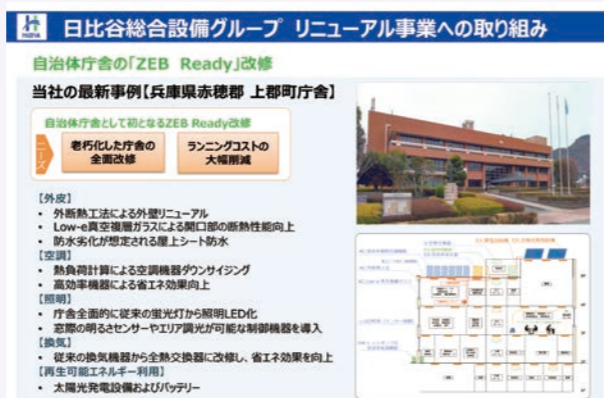 HIBIYA
日比谷総合設備グループ リニューアル事業への取り組み
自治体庁舎の「ZEB Ready」改修
当社の最新事例【兵庫県赤穂郡 上郡町庁舎】
自治体庁舎として初となるZEB Ready改修
ニーズ
老朽化した庁舎の
全面改修
ランニングコストの
大幅削減
【外皮】
• 外断熱工法による外壁リニューアル
• Low-e真空複層ガラスによる開口部の断熱性能向上
• 防水劣化が想定される屋上シート防水
【空調】
• 熱負荷計算による空調機器ダウンサイジング
• 高効率機器による省エネ効果向上
【照明】
• 庁舎全面的に従来の蛍光灯から照明LED化
• 窓際の明るさセンサーやエリア調光が可能な制御機器を導入
【換気】
• 従来の換気機器から全熱交換器に改修し、省エネ効果を向上
【再生可能エネルギー利用】
• 太陽光発電設備およびバッテリー